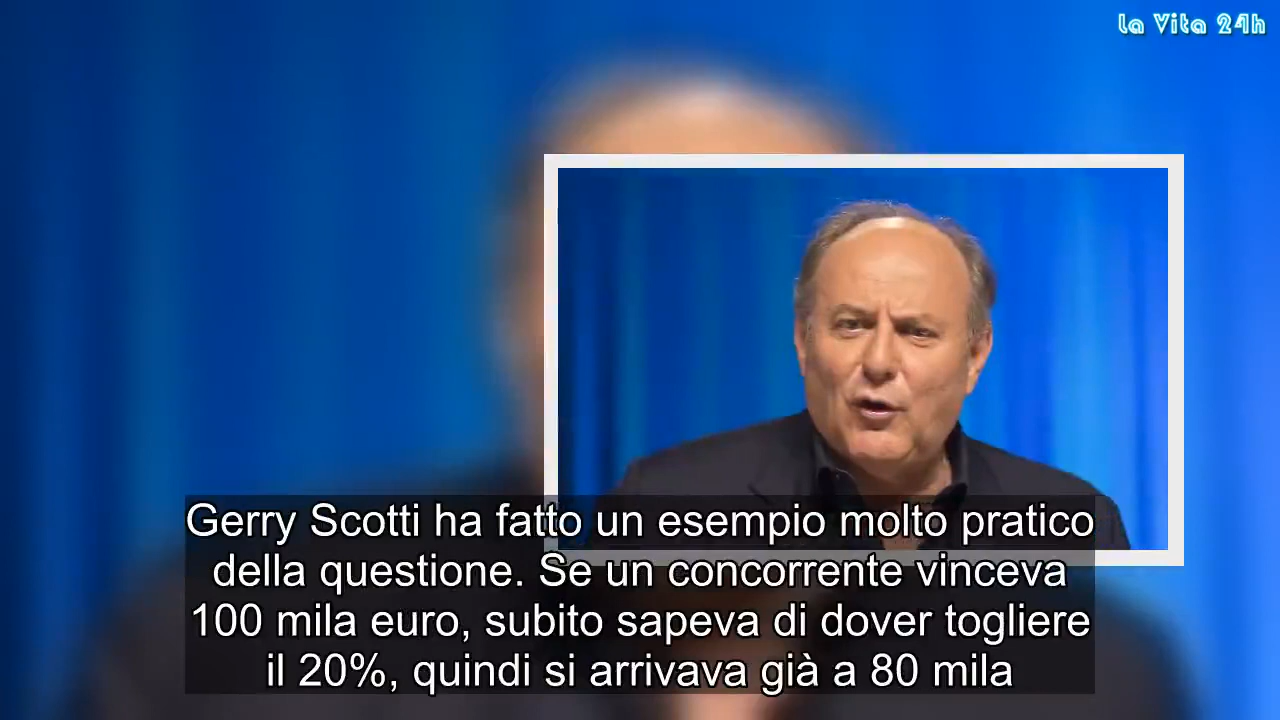 La Vita 24h
Gerry Scotti ha fatto un esempio molto pratico
della questione. Se un concorrente vinceva
100 mila euro, subito sapeva di dover togliere
il 20%, quindi si arrivava già a 80 mila